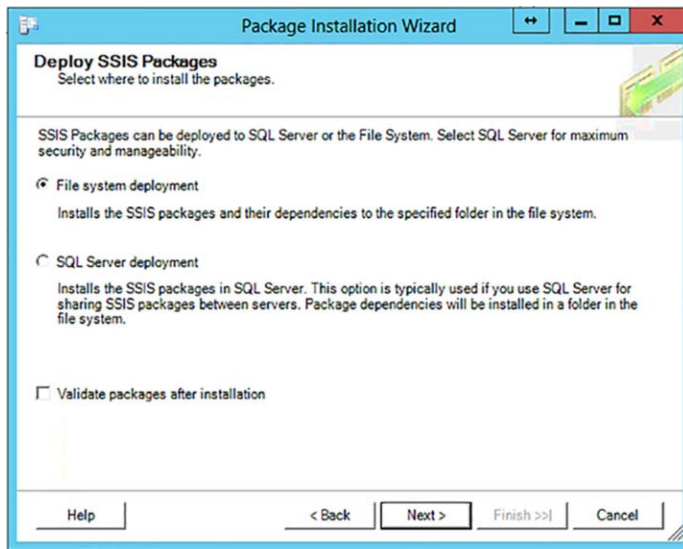 Package Installation Wizard
Deploy SSIS Packages
Select where to install the packages.
SSIS Packages can be deployed to SQL Server or the File System. Select SQL Server for maximum
security and manageability.
File system deployment
Installs the SSIS packages and their dependencies to the specified folder in the file system.
SQL Server deployment
Installs the SSIS packages in SQL Server. This option is typically used if you use SQL Server for
sharing SSIS packages between servers. Package dependencies will be installed in a folder in the
file system.
Validate packages after installation
Help < Back Next > Finish >>| Cancel